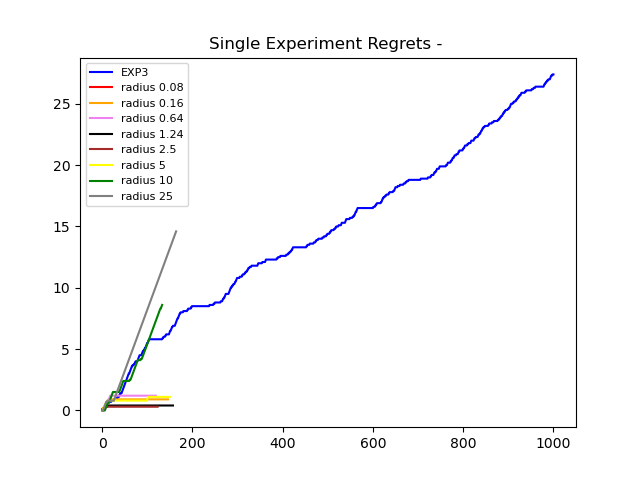 Single Experiment Regrets -
EXP3
radius 0.08
radius 0.16
radius 0.64
radius 1.24
radius 2.5
radius 5
radius 10
radius 25
25
20
15
10
5
0
0 200 400 600 800 1000